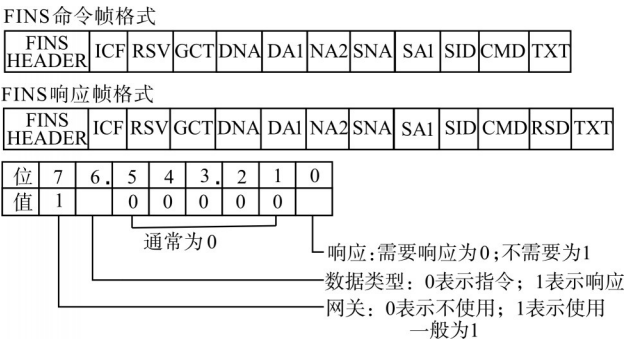 FINS命令帧格式
FINS HEADER ICF RSV GCT DNA DA1 NA2 SNA SA1 SID CMD TXT
FINS响应帧格式
FINS HEADER ICF RSV GCT DNA DA1 NA2 SNA SA1 SID CMD RSD TXT
位 7 6. 5 4 3. 2 1 0
值 1 0 0 0 0 0
通常为0
响应:需要响应为0;不需要为1
数据类型：0表示指令；1表示响应
网关：0表示不使用；1表示使用
一般为1